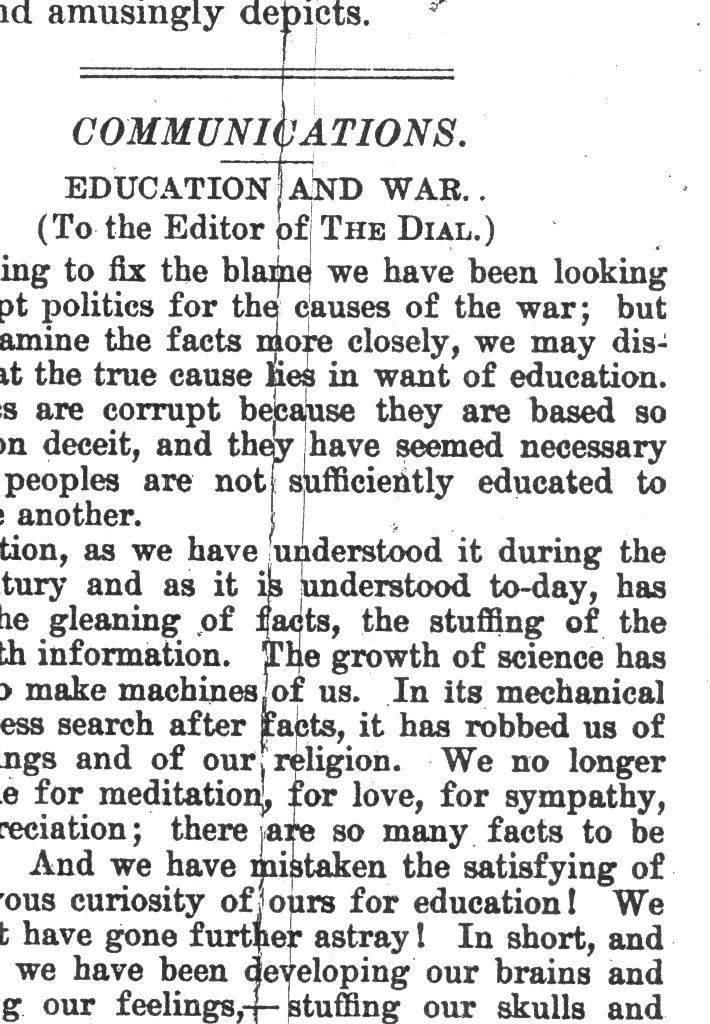 nd amusingly depicts.
COMMUNICATIONS.
EDUCATION AND WAR.
(To the Editor of THE DIAL.)
ing to fix the blame we have been looking
pt politics for the causes of the war; but
amine the facts more closely, we may dis-
at the true cause lies in want of education.
s are corrupt because they are based so
on deceit, and they have seemed necessary
peoples are not sufficiently educated to
e another.
tion, as we have understood it during the
tury and as it is understood to-day, has
he gleaning of facts, the stuffing of the
th information. The growth of science has
o make machines of us. In its mechanical
ess search after facts, it has robbed us of
ngs and of our religion. We no longer
e for meditation, for love, for sympathy,
reciation; there are so many facts to be
And we have mistaken the satisfying of
rous curiosity of ours for education! We
t have gone further astray! In short, and
we have been developing our brains and
g our feelings,—stuffing our skulls and